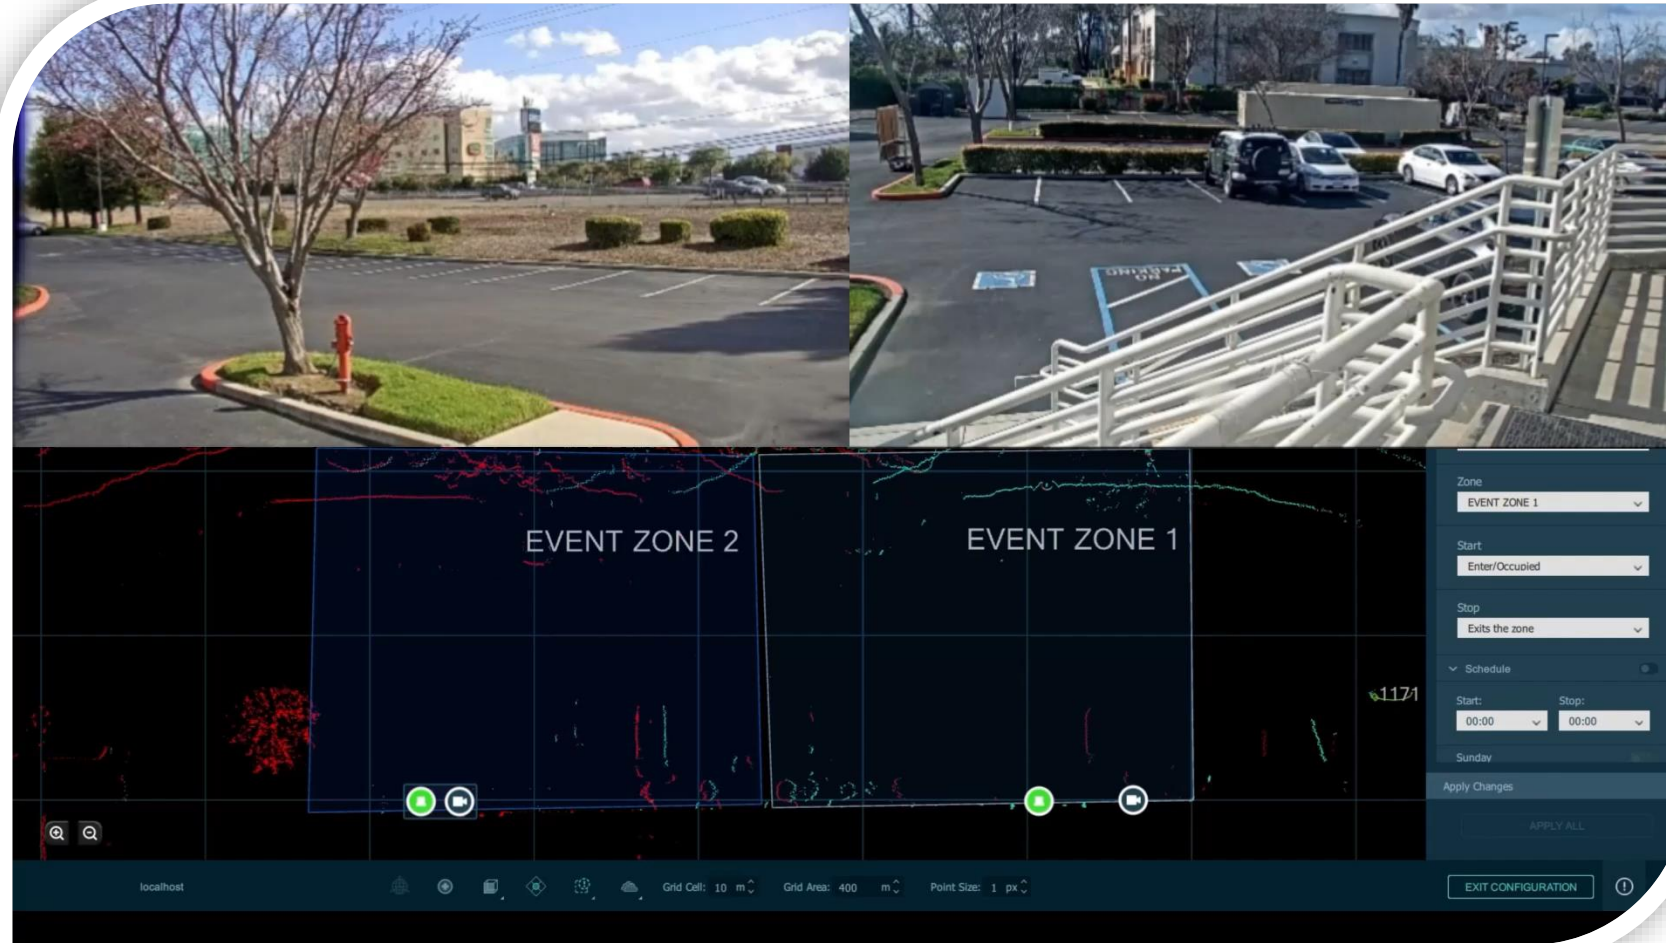 NO
PARKING
EVENT ZONE 2
EVENT ZONE 1
1171
Zone
EVENT ZONE 1
Start
Enter/Occupied
Stop
Exits the zone
Schedule
Start:
Stop:
00:00
00:00
Sunday
Apply Changes
APPLY ALL
localhost
Grid Cell: 10 m
Grid Area: 400 m
Point Size: 1 px
EXIT CONFIGURATION